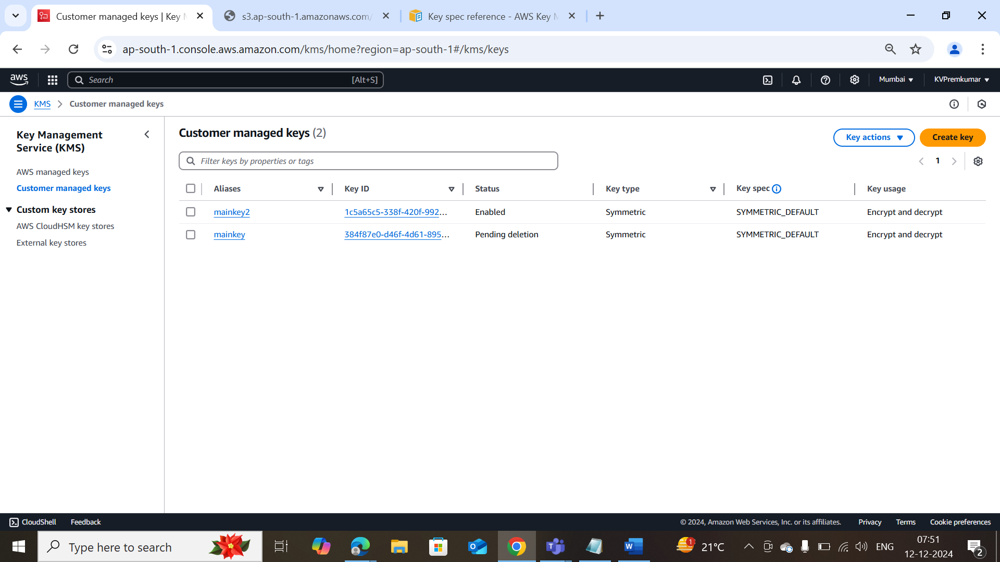 Customer managed keys | Key M
s3.ap-south-1.amazonaws.com/
Key spec reference - AWS Key M
ap-south-1.console.aws.amazon.com/kms/home?region=ap-south-1#/kms/keys
aws
Search
[Alt+S]
Mumbai
KVPremkumar
KMS
Customer managed keys
Key Management
Service (KMS)
AWS managed keys
Customer managed keys
Custom key stores
AWS CloudHSM key stores
External key stores
Customer managed keys (2)
Key actions
Create key
Filter keys by properties or tags
1
Aliases Key ID Status Key type Key spec Key usage
mainkey2 1c5a65c5-338f-420f-992... Enabled Symmetric SYMMETRIC_DEFAULT Encrypt and decrypt
mainkey 384f87e0-d46f-4d61-895... Pending deletion Symmetric SYMMETRIC_DEFAULT Encrypt and decrypt
CloudShell Feedback © 2024, Amazon Web Services, Inc. or its affiliates. Privacy Terms Cookie preferences
Type here to search
1
21°C
ENG
07:51
12-12-2024
2